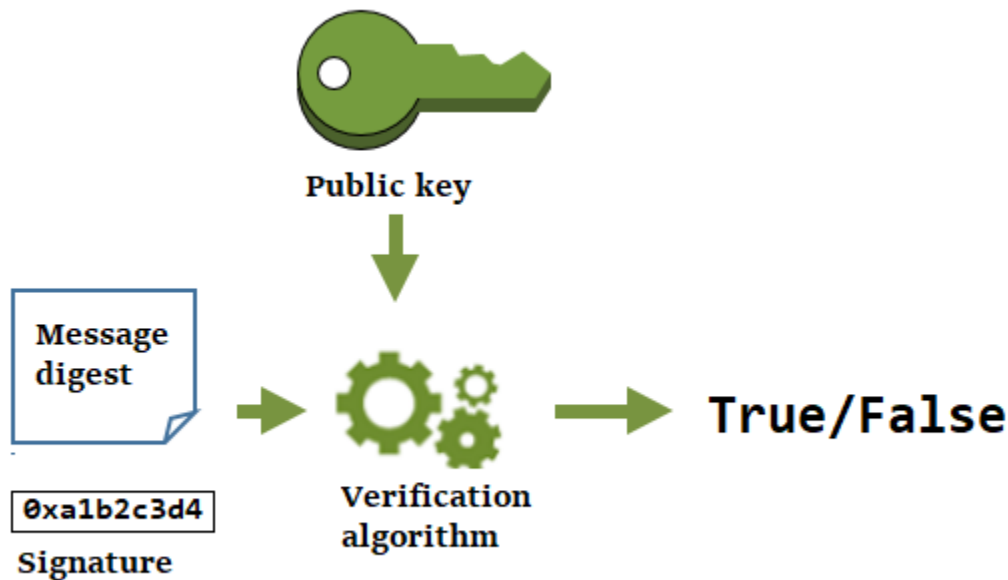 Public key
Message
digest
True/False
0xa1b2c3d4
Verification
algorithm
Signature